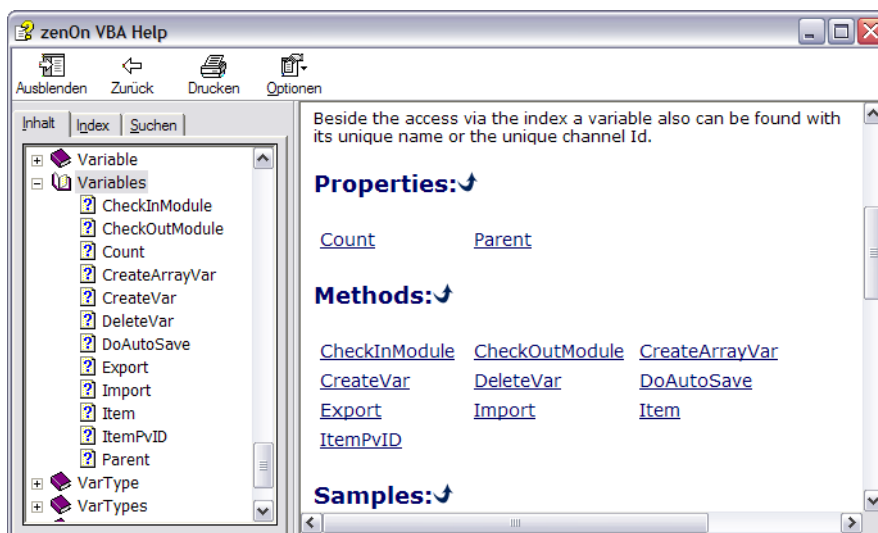 zenOn VBA Help
Ausblenden Zurück Drucken Optionen
Inhalt Index Suchen
Variable
Variables
CheckInModule
CheckOutModule
Count
CreateArrayVar
CreateVar
DeleteVar
DoAutoSave
Export
Import
Item
ItemPvID
Parent
VarType
VarTypes
Beside the access via the index a variable also can be found with
its unique name or the unique channel Id.
Properties:
Count Parent
Methods:
CheckInModule CheckOutModule CreateArrayVar
CreateVar DeleteVar DoAutoSave
Export Import Item
ItemPvID
Samples: